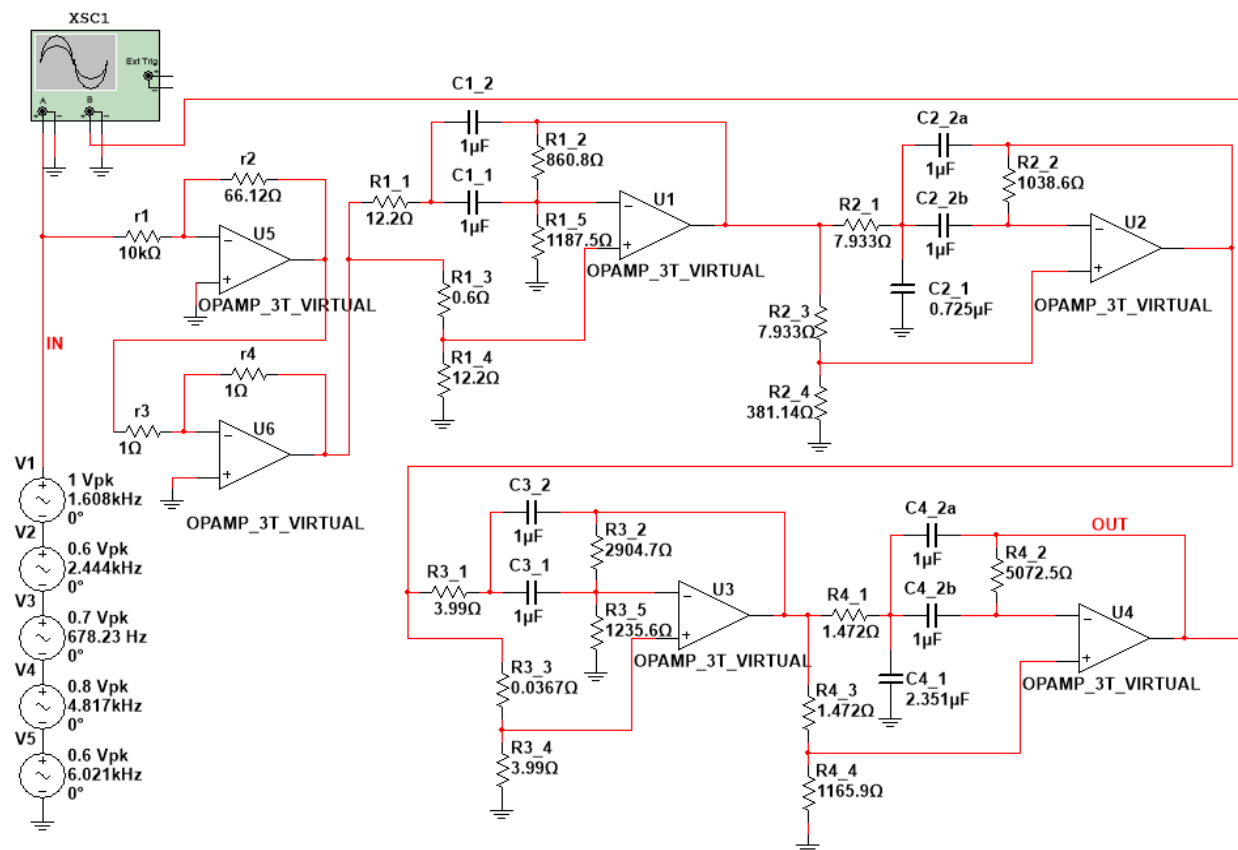 XSC1
Ext Trig
A
B
r2
66.12Ω
r1
10kΩ
U5
OPAMP_3T_VIRTUAL
IN
r4
1Ω
r3
1Ω
U6
OPAMP_3T_VIRTUAL
V1
1 Vpk
1.608kHz
0°
V2
0.6 Vpk
2.444kHz
0°
V3
0.7 Vpk
678.23 Hz
0°
V4
0.8 Vpk
4.817kHz
0°
V5
0.6 Vpk
6.021kHz
0°
C1_2
1µF
R1_2
860.8Ω
R1_1
12.2Ω
C1_1
1µF
R1_5
1187.5Ω
U1
OPAMP_3T_VIRTUAL
R1_3
0.6Ω
R1_4
12.2Ω
C2_2a
1µF
R2_2
1038.6Ω
R2_1
7.933Ω
C2_2b
1µF
U2
OPAMP_3T_VIRTUAL
C2_1
0.725µF
R2_3
7.933Ω
R2_4
381.14Ω
C3_2
1µF
R3_2
2904.7Ω
R3_1
3.99Ω
C3_1
1µF
R3_5
1235.6Ω
U3
OPAMP_3T_VIRTUAL
R3_3
0.0367Ω
R3_4
3.99Ω
C4_2a
1µF
OUT
R4_2
5072.5Ω
R4_1
1.472Ω
C4_2b
1µF
U4
OPAMP_3T_VIRTUAL
C4_1
2.351µF
R4_3
1.472Ω
R4_4
1165.9Ω